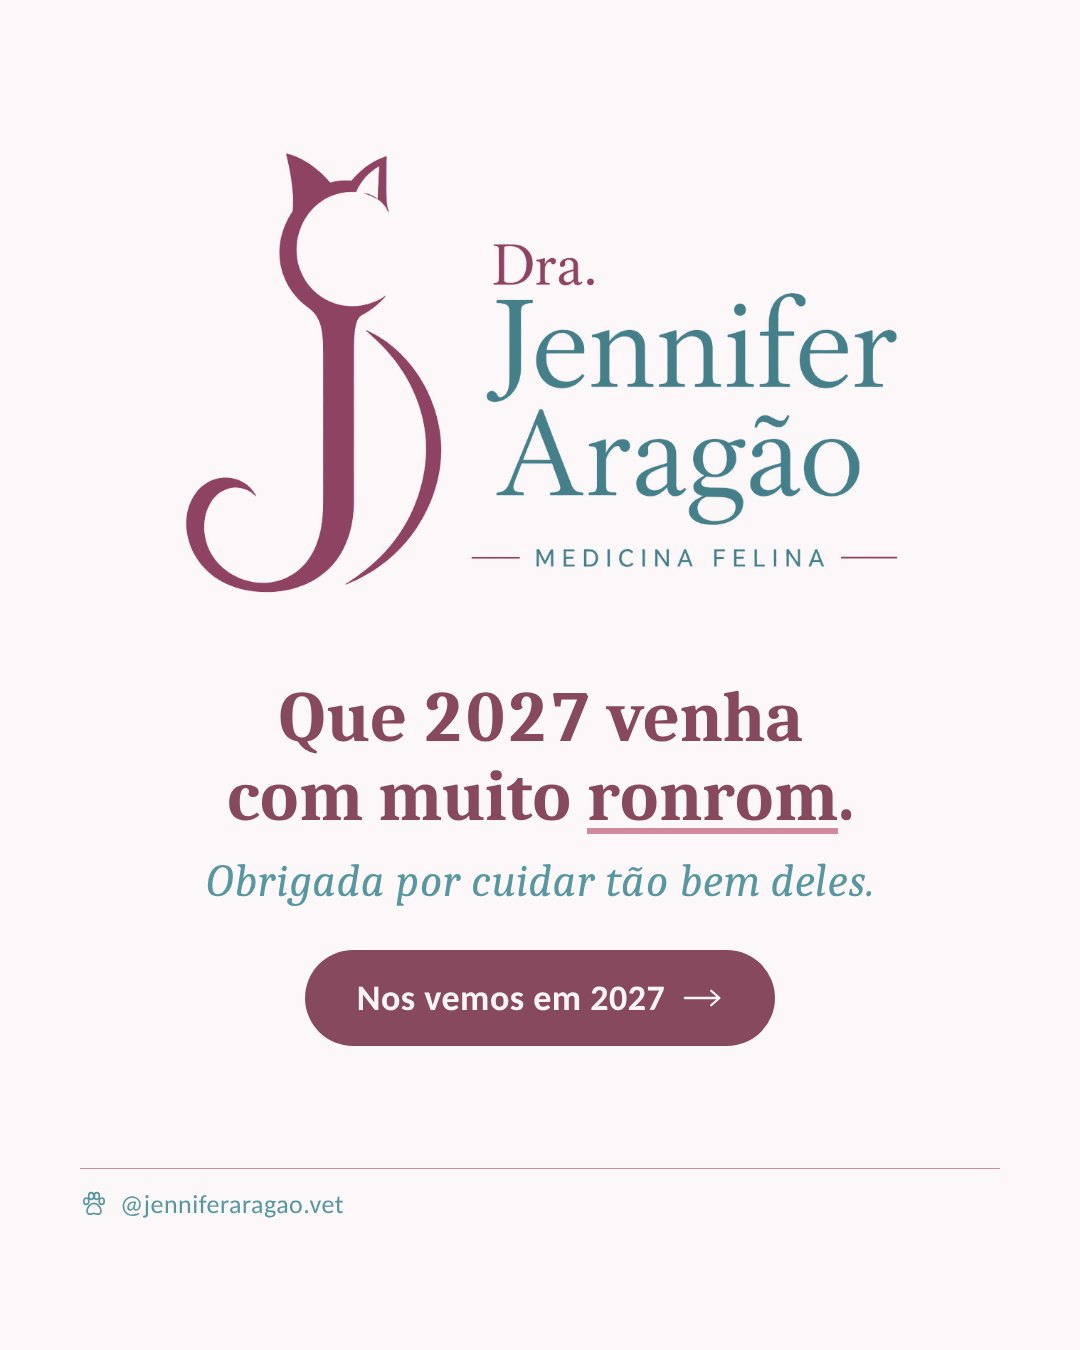 Dra.
Jennifer
Aragão
MEDICINA FELINA
Que 2027 venha
com muito ronrom.
Obrigada por cuidar tão bem deles.
Nos vemos em 2027 →
@jenniferaragao.vet